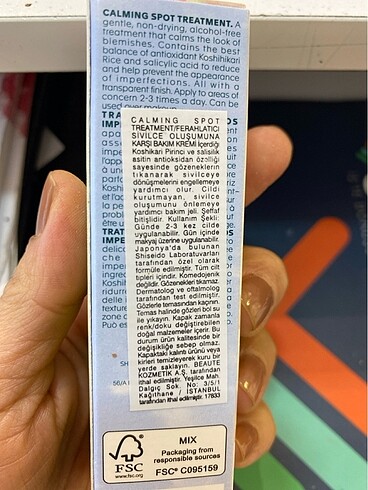 CALMING SPOT TREATMENT. A
gentle, non-drying, alcohol-free
treatment that calms the look of
blemishes. Contains the best
balance of antioxidant Koshihikari
Rice and salicylic acid to reduce
and help prevent the appearance
of imperfections. All with a
transparent finish. Apply to areas of
concern 2-3 times a day. Can be
used over makeup.
CALMING SPOT
TREATMENT/FERAHLATICI
SİVİLCE OLUŞUMUNA
KARŞI BAKIM KREMİ İçerdiği
Koshikari Pirinci ve salisilik
asitin antioksidan özelliği
sayesinde gözeneklerin
tıkanarak sivilceye
dönüşmelerini engellemeye
yardımcı olur. Cildi
kurutmayan, sivilce
oluşumunu önlemeye
yardımcı bakım jeli. Şeffaf
bitişlidir. Kullanım Şekli:
Günde 2-3 kez cilde
uygulanabilir. Gün içinde
makyaj üzerine uygulanabilir.
Japonya'da bulunan
Shiseido Laboratuvarları
tarafından özel olarak
formüle edilmiştir. Tüm cilt
tipleri içindir. Komedojenik
değildir. Gözenekleri tıkamaz.
Dermatolog ve oftalmolog
tarafından test edilmiştir.
Gözlerle temasından kaçının.
Temas halinde gözleri bol su
ile yıkayın. Kapak zamanla
renk/doku değiştirebilen
doğal malzemeler içerir. Bu
durum ürün kalitesinde bir
değişikliğe sebep olmaz.
Kapaktaki kalıntı ürünü veya
kirleri temizleyerek kuru bir
yerde saklayın. BEAUTE
KOZMETİK A.Ş. tarafından
ithal edilmiştir. Yeşilce Mah.
Dalgıç Sok. No: 3/5/1
Kağıthane / İSTANBUL
tarafından ithal edilmiştir. 17833
FSC
www.fsc.org
MIX
Packaging from
responsible sources
FSC® C095159